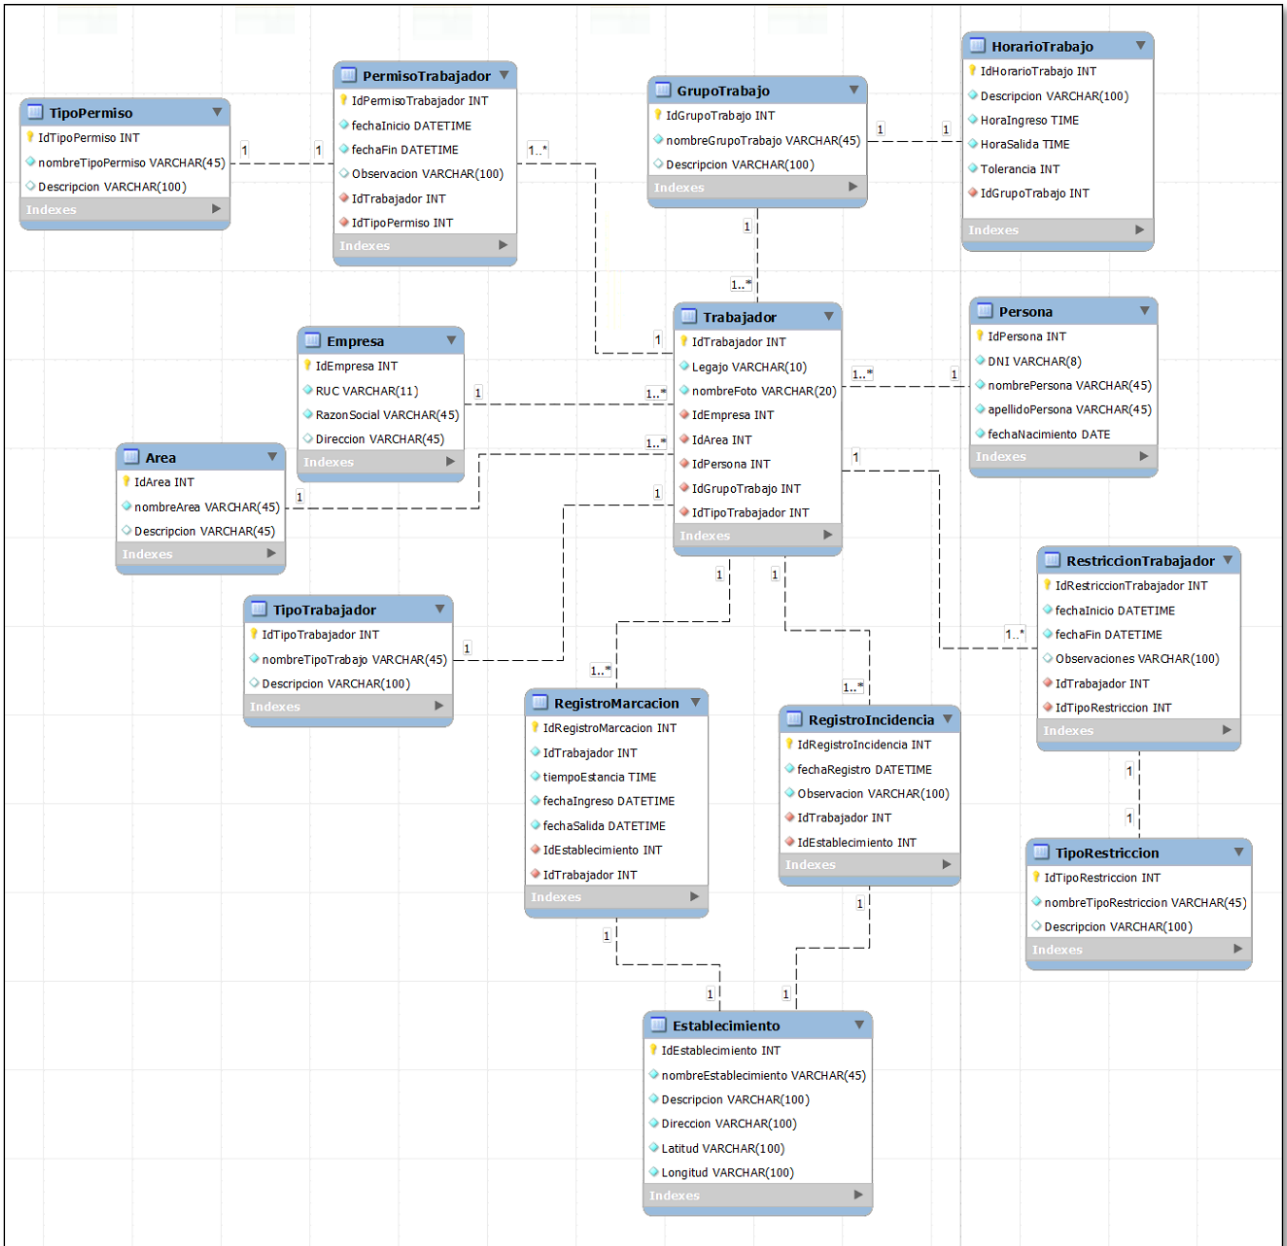 TipoPermiso
IdTipoPermiso INT
nombreTipoPermiso VARCHAR(45)
Descripcion VARCHAR(100)
Indexes
1
1
PermisoTrabajador
IdPermisoTrabajador INT
fechaInicio DATETIME
fechaFin DATETIME
Observacion VARCHAR(100)
IdTrabajador INT
IdTipoPermiso INT
Indexes
1..*
1
GrupoTrabajo
IdGrupoTrabajo INT
nombreGrupoTrabajo VARCHAR(45)
Descripcion VARCHAR(100)
Indexes
1
1
1
1..*
HorarioTrabajo
IdHorarioTrabajo INT
Descripcion VARCHAR(100)
HoraIngreso TIME
HoraSalida TIME
Tolerancia INT
IdGrupoTrabajo INT
Indexes
Empresa
IdEmpresa INT
RUC VARCHAR(11)
RazonSocial VARCHAR(45)
Direccion VARCHAR(45)
Indexes
1
1..*
Trabajador
IdTrabajador INT
Legajo VARCHAR(10)
nombreFoto VARCHAR(20)
IdEmpresa INT
IdArea INT
IdPersona INT
IdGrupoTrabajo INT
IdTipoTrabajador INT
Indexes
1..*
1
Persona
IdPersona INT
DNI VARCHAR(8)
nombrePersona VARCHAR(45)
apellidoPersona VARCHAR(45)
fechaNacimiento DATE
Indexes
Area
IdArea INT
nombreArea VARCHAR(45)
Descripcion VARCHAR(45)
Indexes
1
1..*
TipoTrabajador
IdTipoTrabajador INT
nombreTipoTrabajo VARCHAR(45)
Descripcion VARCHAR(100)
Indexes
1
1
1
1..*
RestriccionTrabajador
IdRestriccionTrabajador INT
fechaInicio DATETIME
fechaFin DATETIME
Observaciones VARCHAR(100)
IdTrabajador INT
IdTipoRestriccion INT
Indexes
1
1
1
1..*
RegistroMarcacion
IdRegistroMarcacion INT
IdTrabajador INT
tiempoEstancia TIME
fechaIngreso DATETIME
fechaSalida DATETIME
IdEstablecimiento INT
IdTrabajador INT
Indexes
1
1..*
RegistroIncidencia
IdRegistroIncidencia INT
fechaRegistro DATETIME
Observacion VARCHAR(100)
IdTrabajador INT
IdEstablecimiento INT
Indexes
TipoRestriccion
IdTipoRestriccion INT
nombreTipoRestriccion VARCHAR(45)
Descripcion VARCHAR(100)
Indexes
1
1
1
1
Establecimiento
IdEstablecimiento INT
nombreEstablecimiento VARCHAR(45)
Descripcion VARCHAR(100)
Direccion VARCHAR(100)
Latitud VARCHAR(100)
Longitud VARCHAR(100)
Indexes